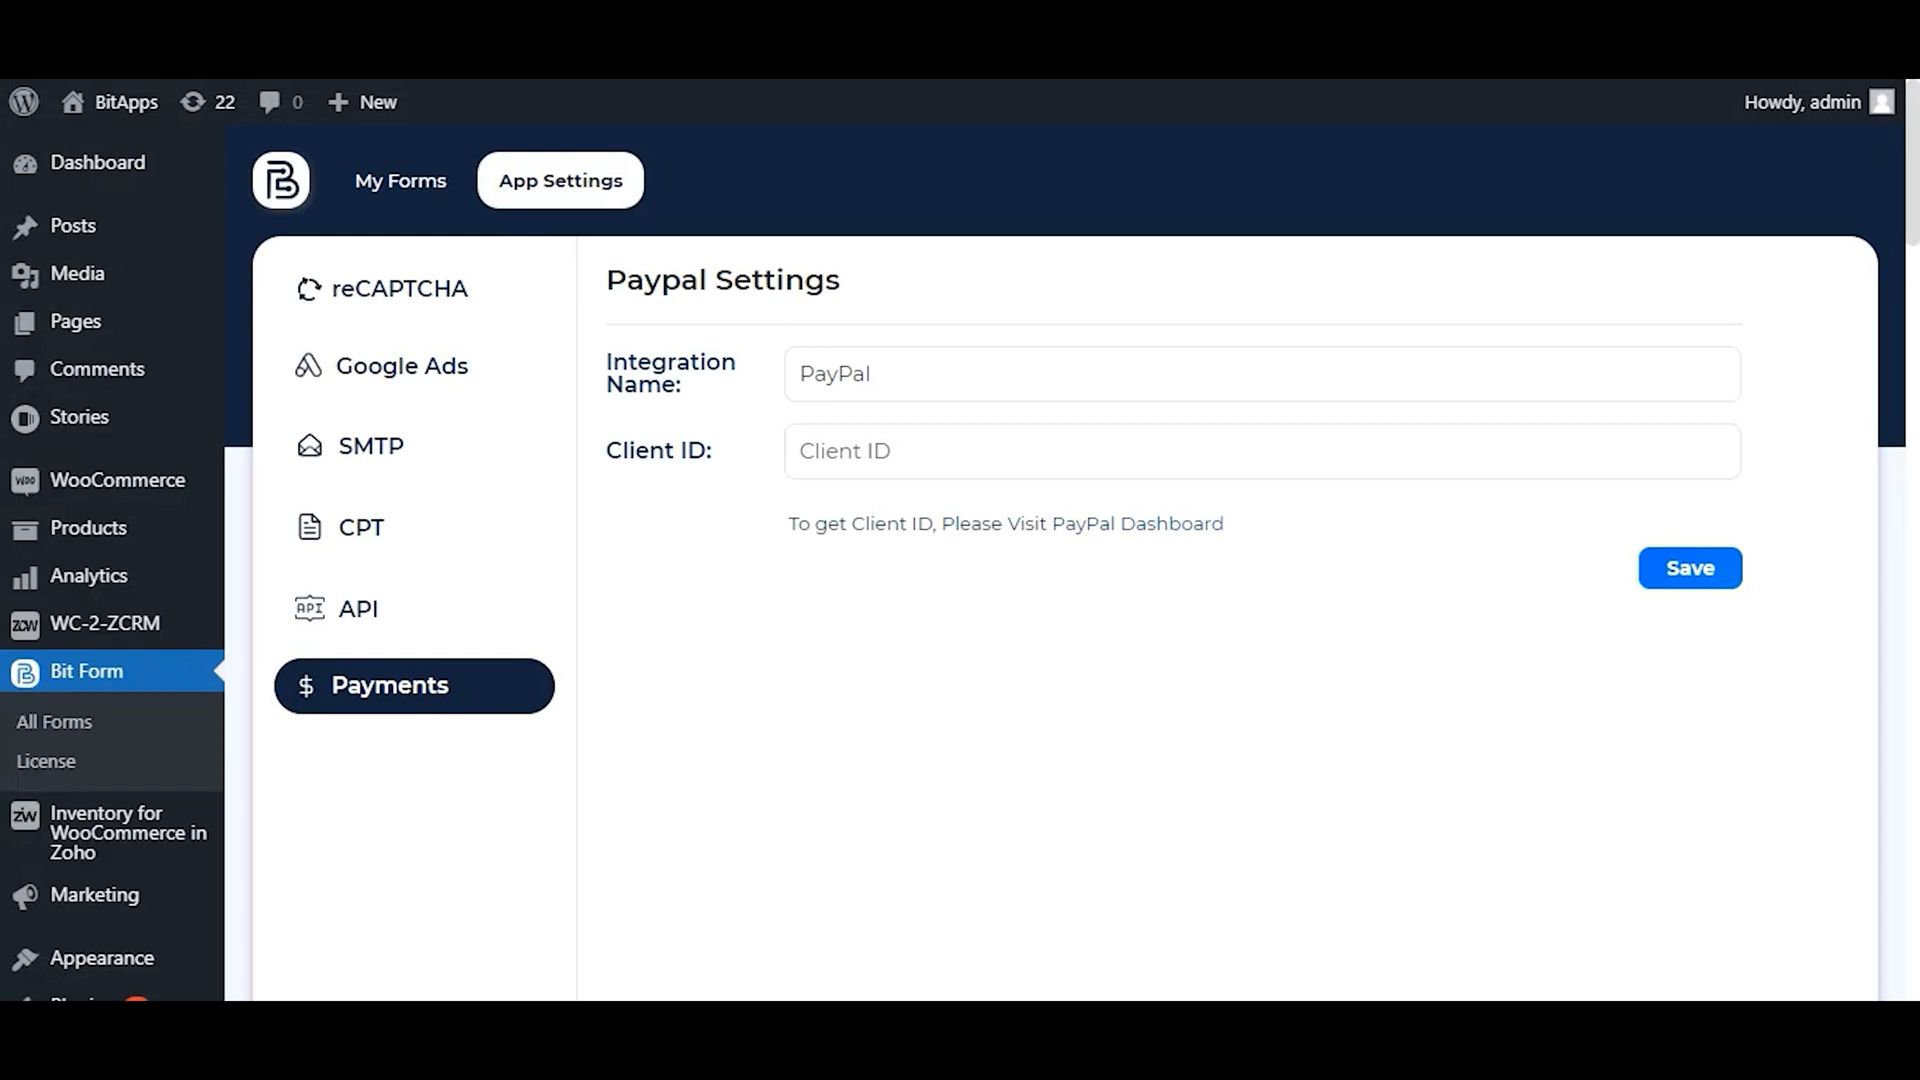 BitApps
22
0
New
Howdy, admin
Dashboard
Posts
Media
Pages
Comments
Stories
WooCommerce
Products
Analytics
WC-2-ZCRM
Bit Form
All Forms
License
Inventory for
WooCommerce in
Zoho
Marketing
Appearance
My Forms
App Settings
reCAPTCHA
Google Ads
SMTP
CPT
API
API
Payments
Paypal Settings
Integration
Name:
PayPal
Client ID:
Client ID
To get Client ID, Please Visit PayPal Dashboard
Save